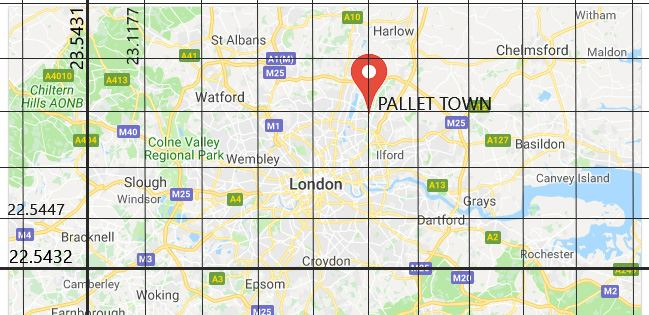 Witham
A10
Harlow
23.5431
23.1177
St Albans
Chelmsford
Maldon
A41
A1(M)
M25
A4010
A413
Chiltern
Hills AONB
Watford
PALLET TOWN
M1
M25
M40
A404
Colne Valley
Regional Park
A127
Basildon
Wembley
Ilford
Slough
London
Canvey Island
Windsor
M25
A4
A13
Grays
22.5447
Dartford
M4
Bracknell
A2
22.5432
M3
Croydon
Rochester
M25
A249
Camberley
A3
Epsom
M20
Woking
M2
Farnborough
M25